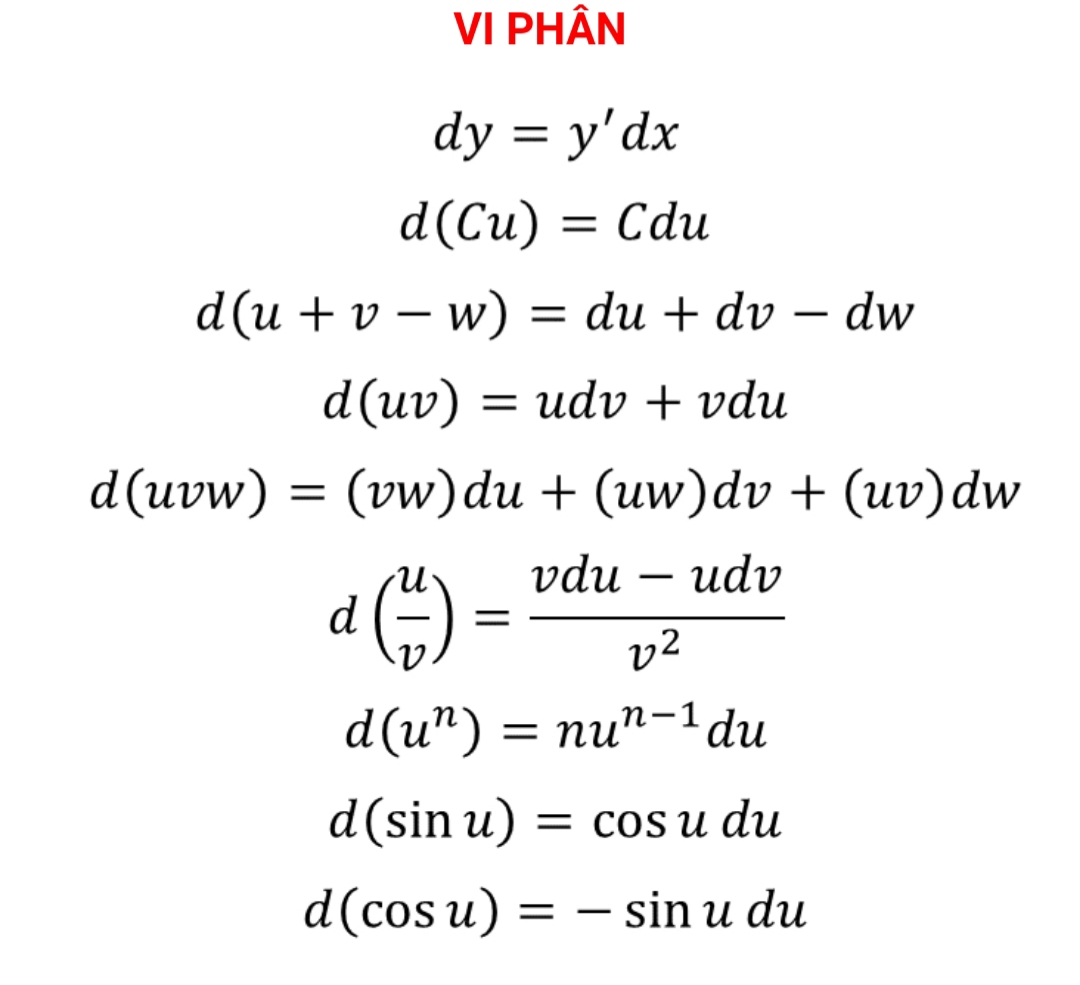 VI PHÂN
dy = y′dx
d(Cu) = Cdu
d(u + v − w) = du + dv − dw
d(uv) = udv + vdu
d(uvw) = (vw)du + (uw)dv + (uv)dw
d(u/v) = (vdu − udv)/v²
d(uⁿ) = nuⁿ⁻¹du
d(sin u) = cos u du
d(cos u) = − sin u du